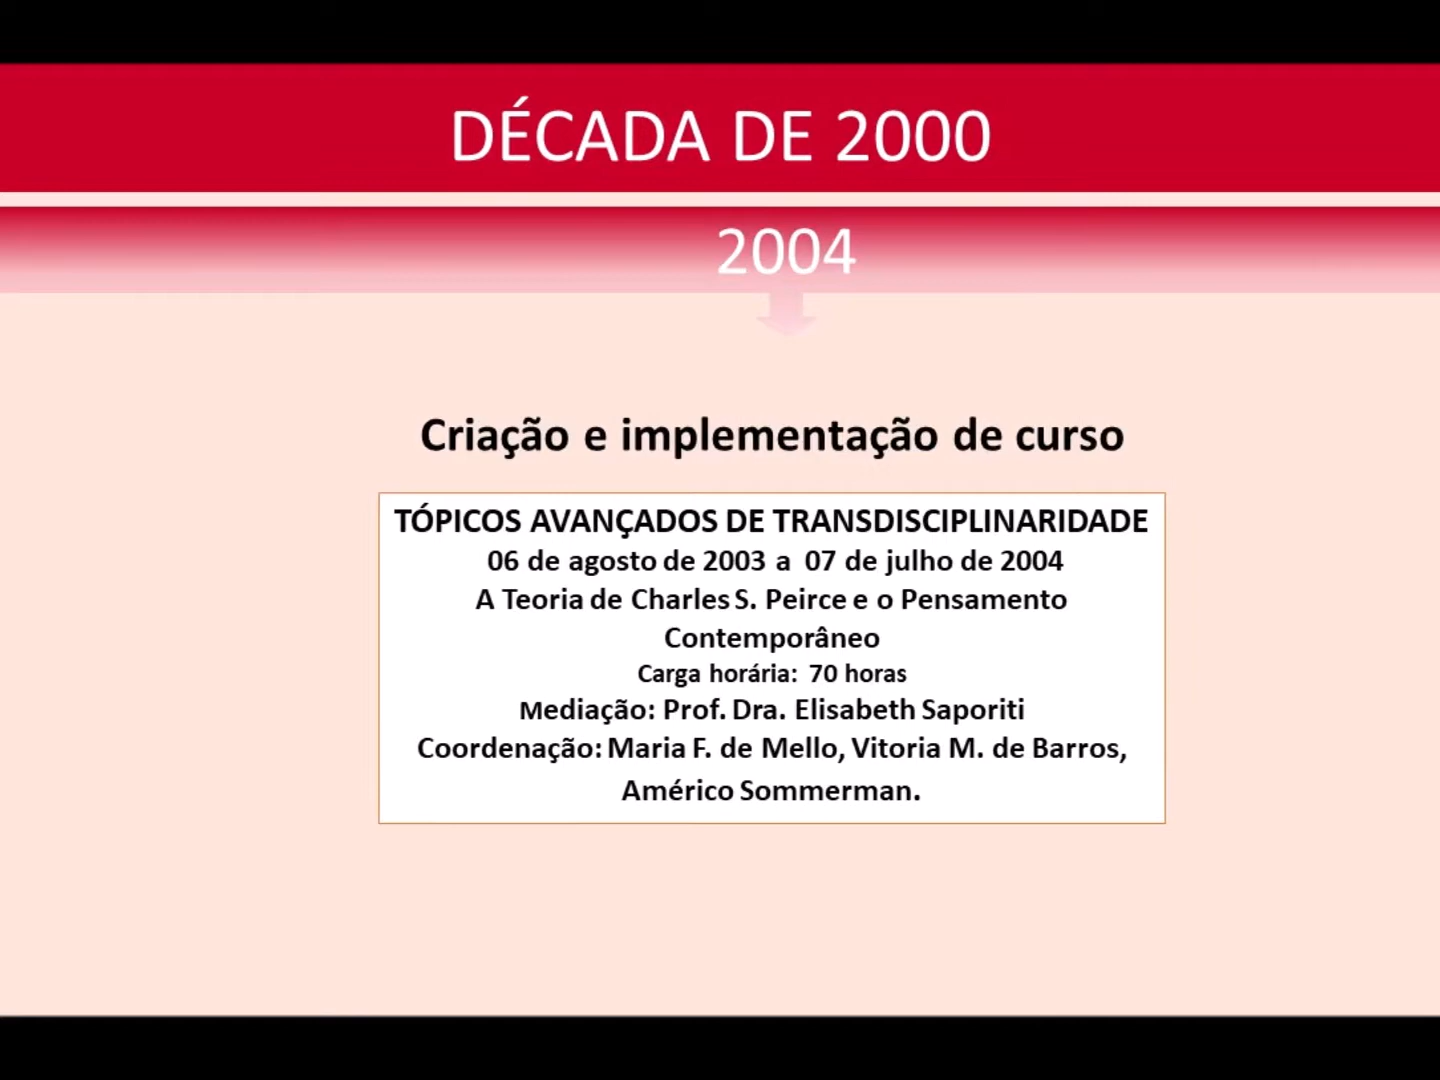 DÉCADA DE 2000
2004
Criação e implementação de curso
TÓPICOS AVANÇADOS DE TRANSDISCIPLINARIDADE
06 de agosto de 2003 a 07 de julho de 2004
A Teoria de Charles S. Peirce e o Pensamento
Contemporâneo
Carga horária: 70 horas
Mediação: Prof. Dra. Elisabeth Saporiti
Coordenação: Maria F. de Mello, Vitoria M. de Barros,
Américo Sommerman.